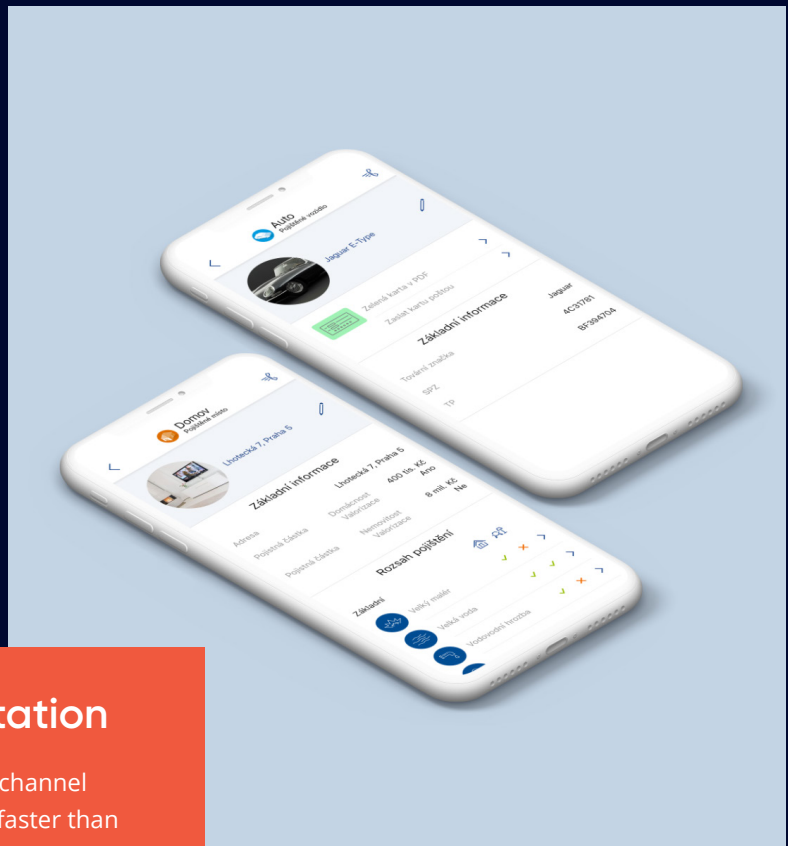 Auto
Pojištěné vozidlo
Jaguar E-Type
Zelená karta v PDF
Zaslat kartu poštou
Základní informace
Tovární značka Jaguar
SPZ 4C31781
TP BF394704
Domov
Pojištěné místo
Lhotecká 7, Praha 5
Základní informace
Adresa Lhotecká 7, Praha 5
Pojistná částka Domácnost 400 tis. Kč
Valorizace Ano
Pojistná částka Nemovitost 8 mil. Kč
Valorizace Ne
Rozsah pojištění
Základní
Velký malér
Velká voda
Vodovodní hrozba
tation
channel
faster than